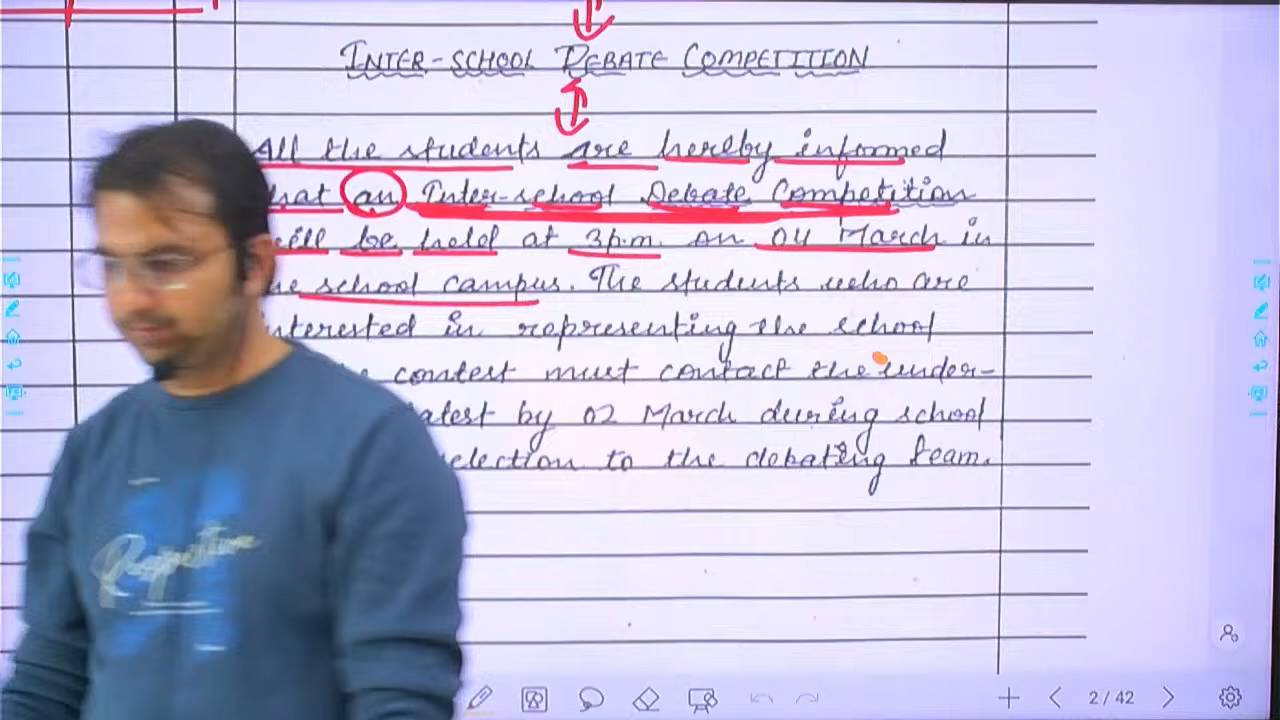 INTER-SCHOOL DEBATE COMPETITION
All the students are hereby informed
an Inter-school Debate Competition
be held at 3p.m. on 04 March in
school campus. The students who are
interested in representing the school
contest must contact the under-
by 02 March during school
to the debating team.
2/42